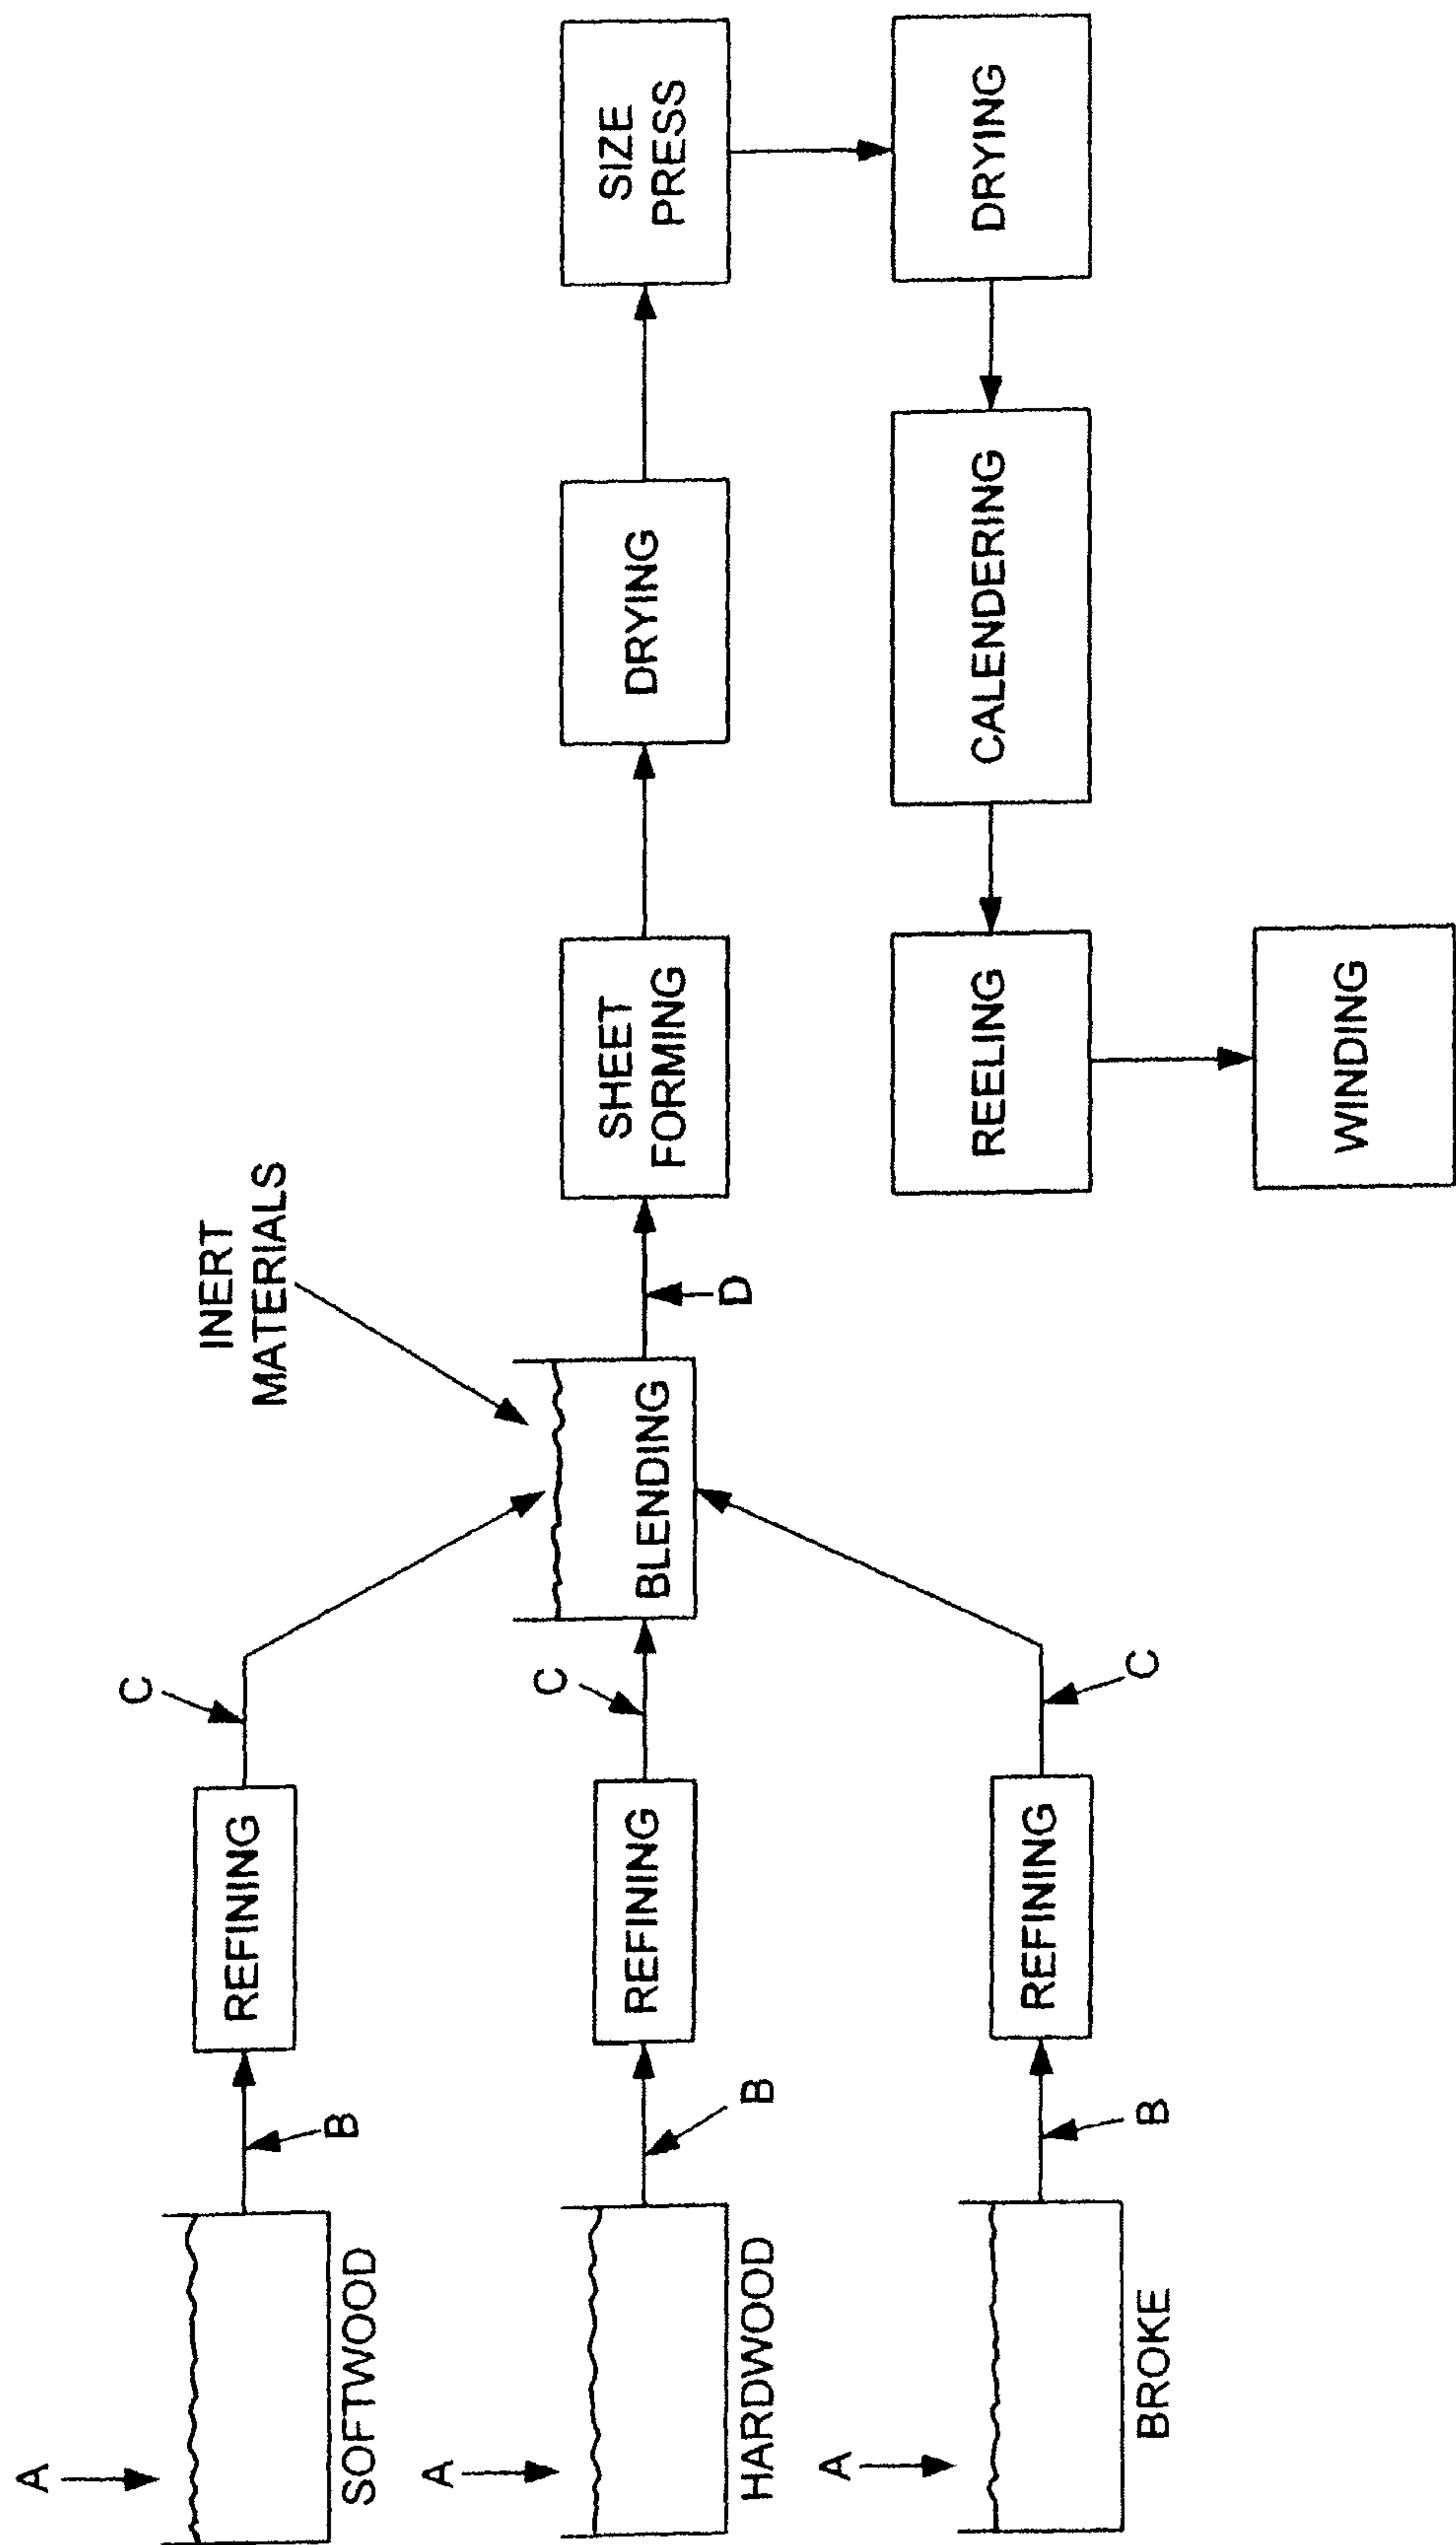 A
SOFTWOOD
B
REFINING
C
A
HARDWOOD
B
REFINING
C
A
BROKE
B
REFINING
C
INERT
MATERIALS
BLENDING
D
SHEET
FORMING
DRYING
SIZE
PRESS
DRYING
CALENDERING
REELING
WINDING